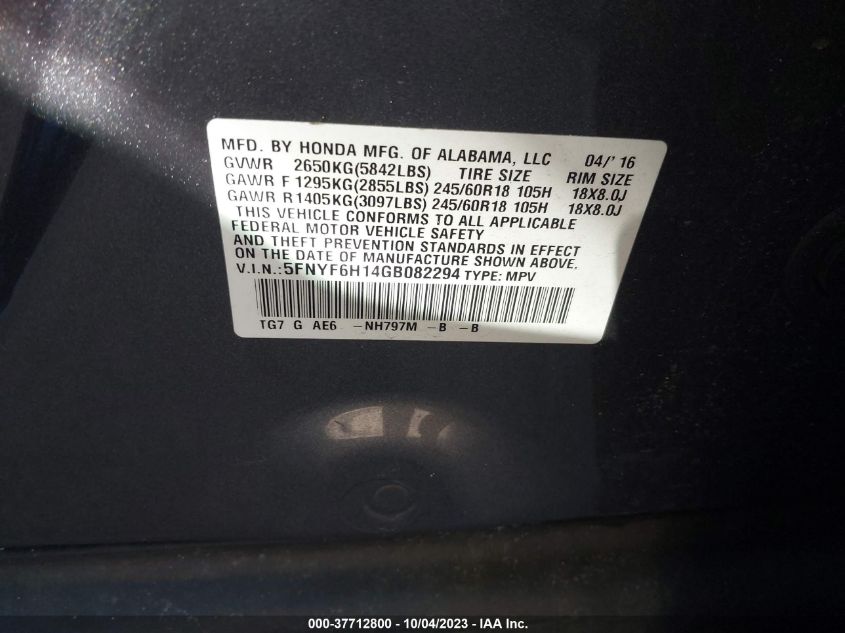 MFD. BY HONDA MFG. OF ALABAMA, LLC 04/'16
GVWR 2650KG(5842LBS) TIRE SIZE RIM SIZE
GAWR F 1295KG(2855LBS) 245/60R18 105H 18X8.0J
GAWR R1405KG(3097LBS) 245/60R18 105H 18X8.0J
THIS VEHICLE CONFORMS TO ALL APPLICABLE
FEDERAL MOTOR VEHICLE SAFETY
AND THEFT PREVENTION STANDARDS IN EFFECT
ON THE DATE OF MANUFACTURE SHOWN ABOVE.
V.I.N.:5FNYF6H14GB082294 TYPE: MPV
TG7 G AE6 -NH797M -B -B
000-37712800 - 10/04/2023 - IAA Inc.